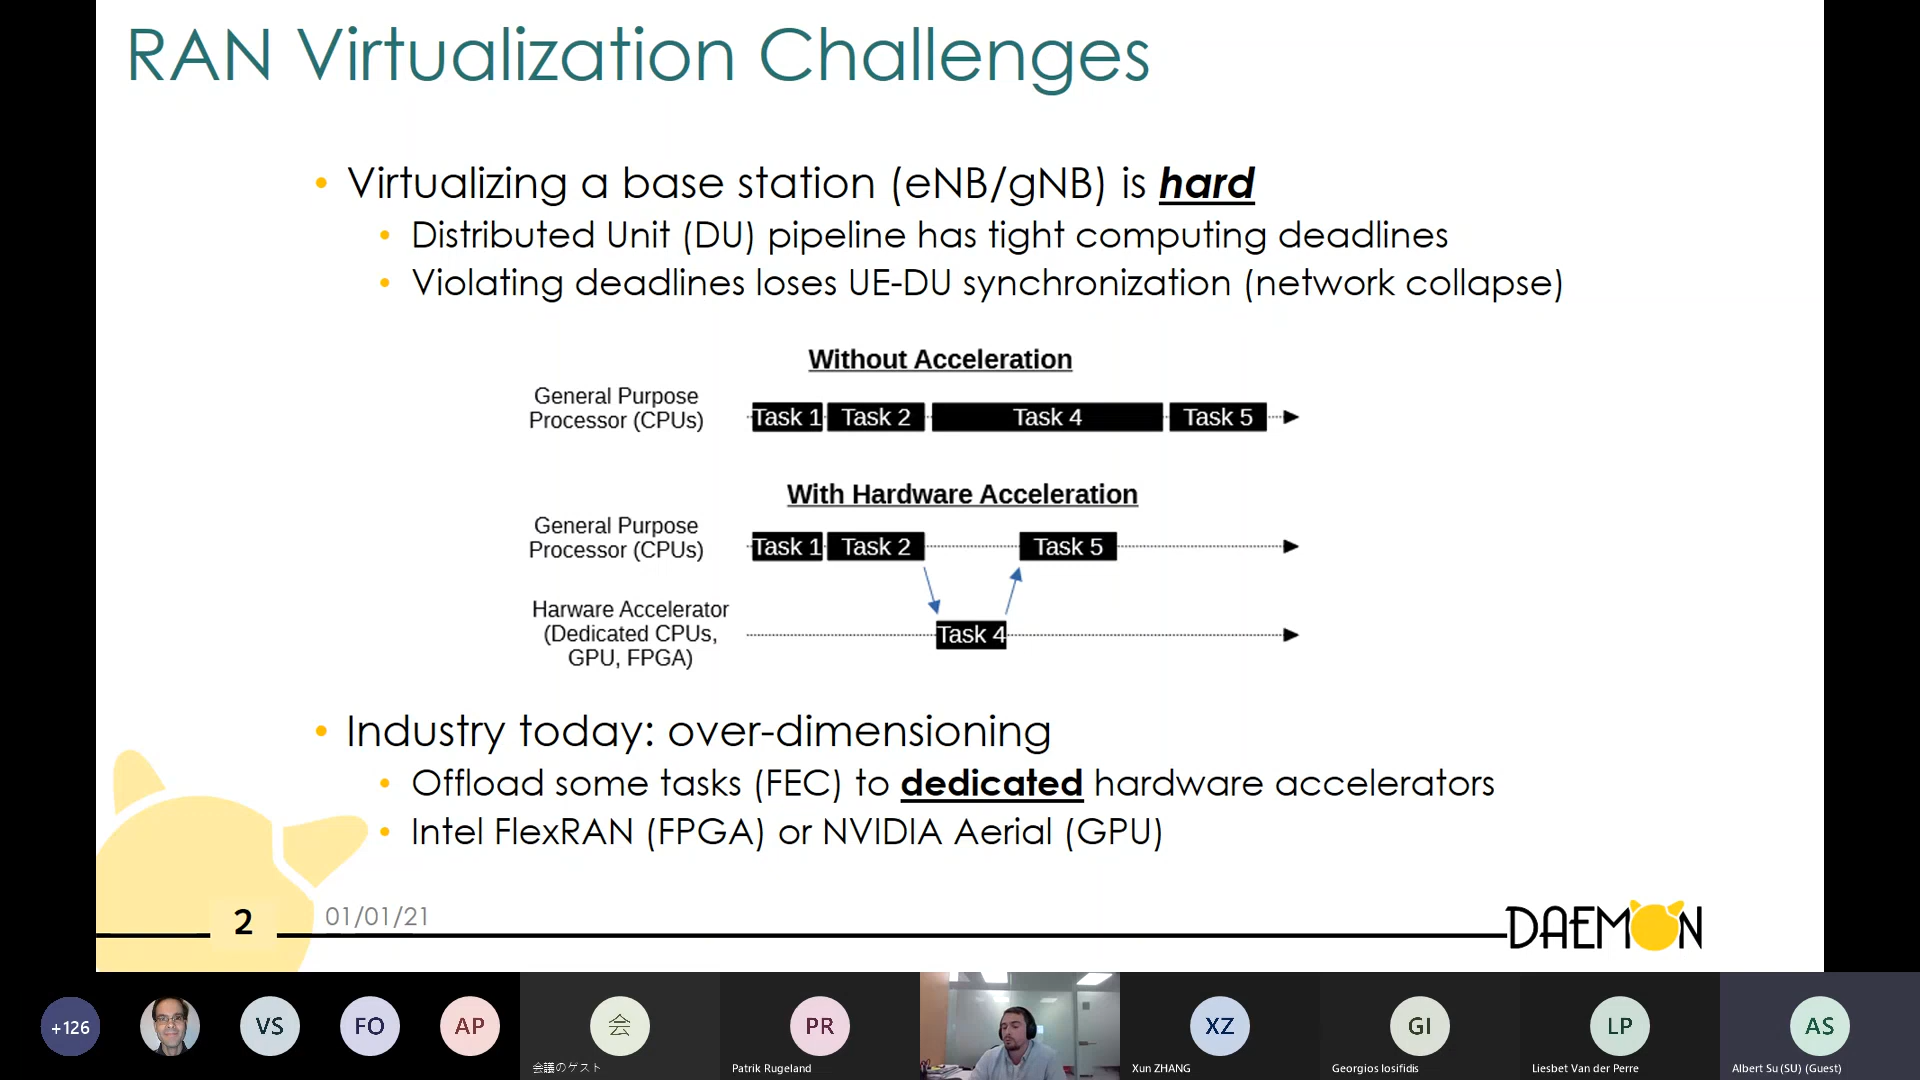 RAN Virtualization Challenges
• Virtualizing a base station (eNB/gNB) is hard
• Distributed Unit (DU) pipeline has tight computing deadlines
• Violating deadlines loses UE-DU synchronization (network collapse)
Without Acceleration
General Purpose
Processor (CPUs)
Task 1 Task 2 Task 4 Task 5
With Hardware Acceleration
General Purpose
Processor (CPUs)
Task 1 Task 2 Task 5
Harware Accelerator
(Dedicated CPUs,
GPU, FPGA)
Task 4
• Industry today: over-dimensioning
• Offload some tasks (FEC) to dedicated hardware accelerators
• Intel FlexRAN (FPGA) or NVIDIA Aerial (GPU)
2
01/01/21
DAEMON
+126
VS
FO
AP
会
会議のゲスト
PR
Patrik Rugeland
XZ
Xun ZHANG
GI
Georgios Iosifidis
LP
Liesbet Van der Perre
AS
Albert Su (SU) (Guest)